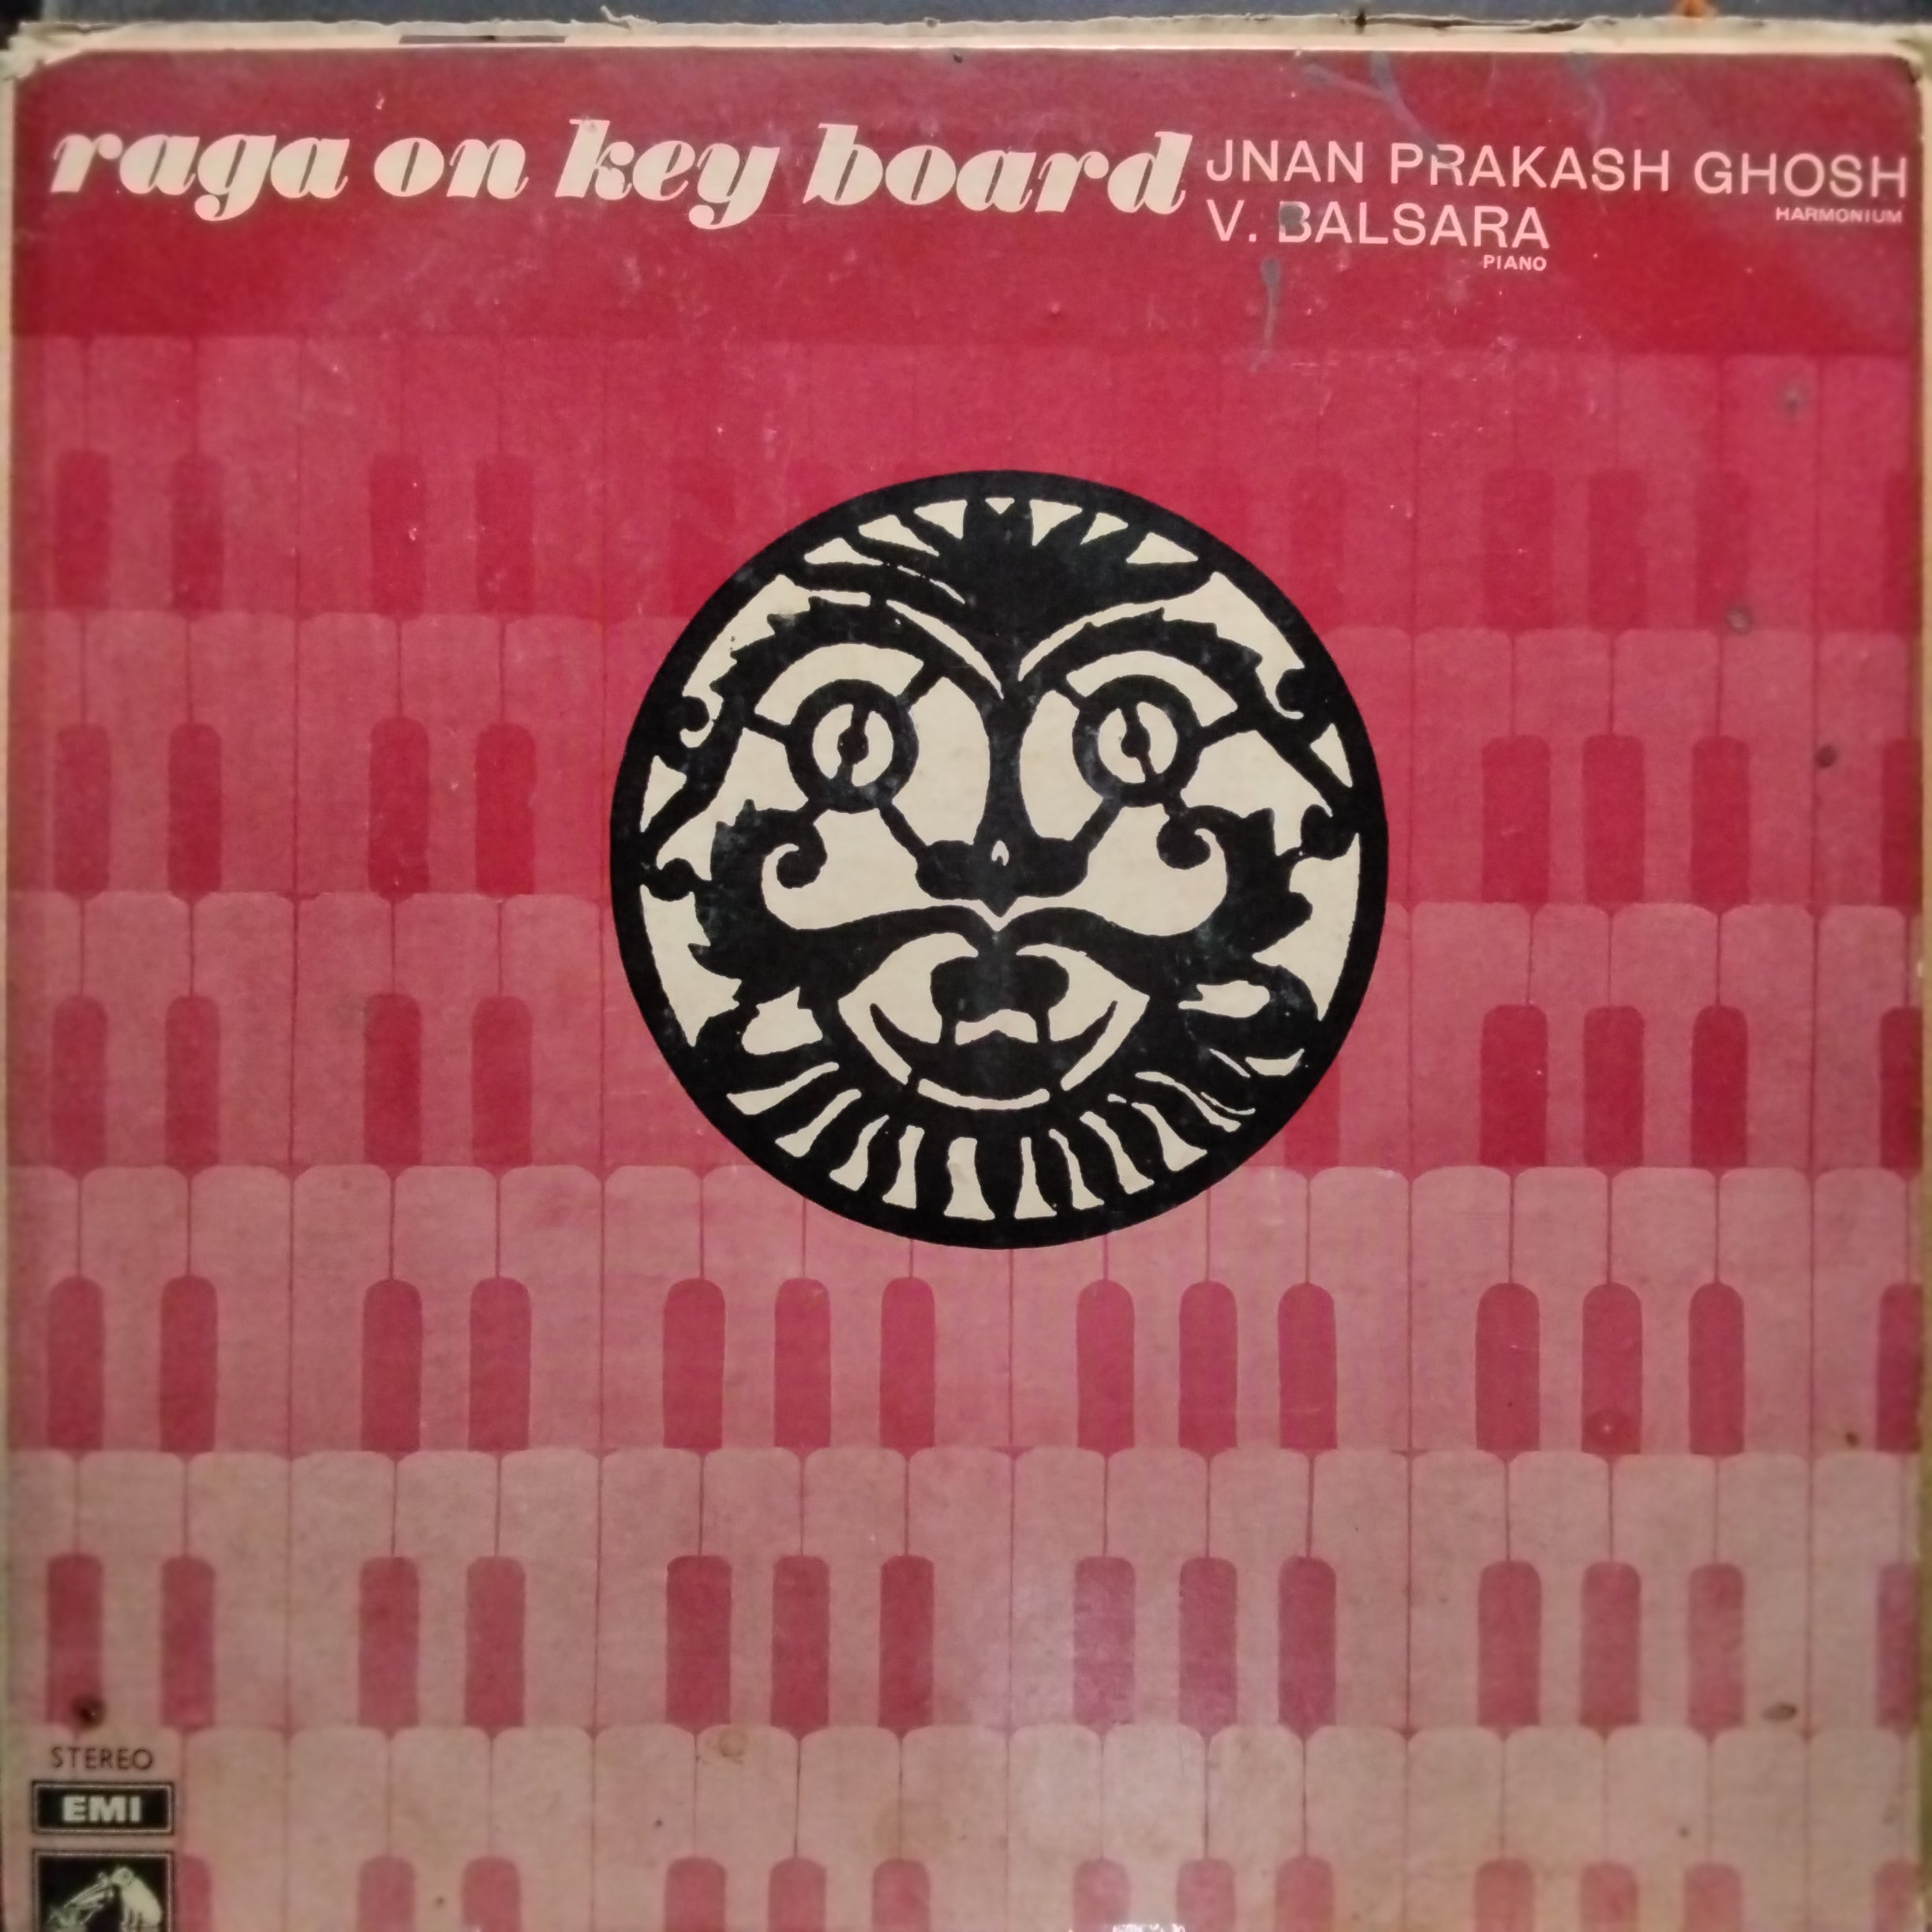 raga on key board
JNAN PRAKASH GHOSH
HARMONIUM
V. BALSARA
PIANO
STEREO
EMI